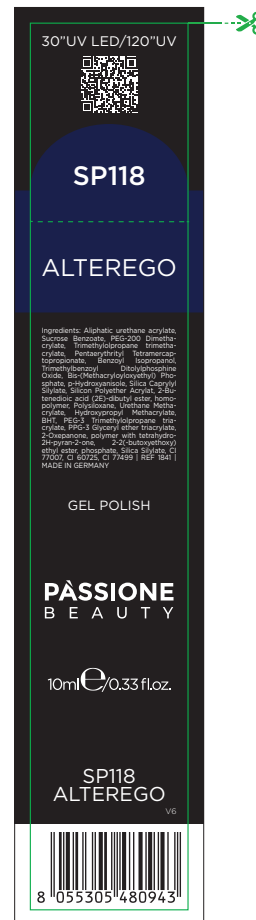 30”UV LED/120”UV
SP118
ALTEREGO
Ingredients: Aliphatic urethane acrylate,
Sucrose Benzoate, PEG-200 Dimetha-
crylate, Trimethylolpropane trimetha-
crylate, Pentaerythrityl Tetramercap-
topropionate, Benzoyl Isopropanol,
Trimethylbenzoyl Ditolylphosphine
Oxide, Bis-(Methacryloyloxyethyl) Pho-
sphate, p-Hydroxyanisole, Silica Caprylyl
Silylate, Silicon Polyether Acrylat, 2-Bu-
tenedioic acid (2E)-dibutyl ester, homo-
polymer, Polysiloxane, Urethane Metha-
crylate, Hydroxypropyl Methacrylate,
BHT, PEG-3 Trimethylolpropane tria-
crylate, PPG-3 Glyceryl ether triacrylate,
2-Oxepanone, polymer with tetrahydro-
2H-pyran-2-one, 2-2(-butoxyethoxy)
ethyl ester, phosphate, Silica Silylate, CI
77007, CI 60725, CI 77499 | REF 1841 |
MADE IN GERMANY
GEL POLISH
PÀSSIONE
BEAUTY
10ml℮/0.33 fl.oz.
SP118
ALTEREGO
V6
8 055305 480943